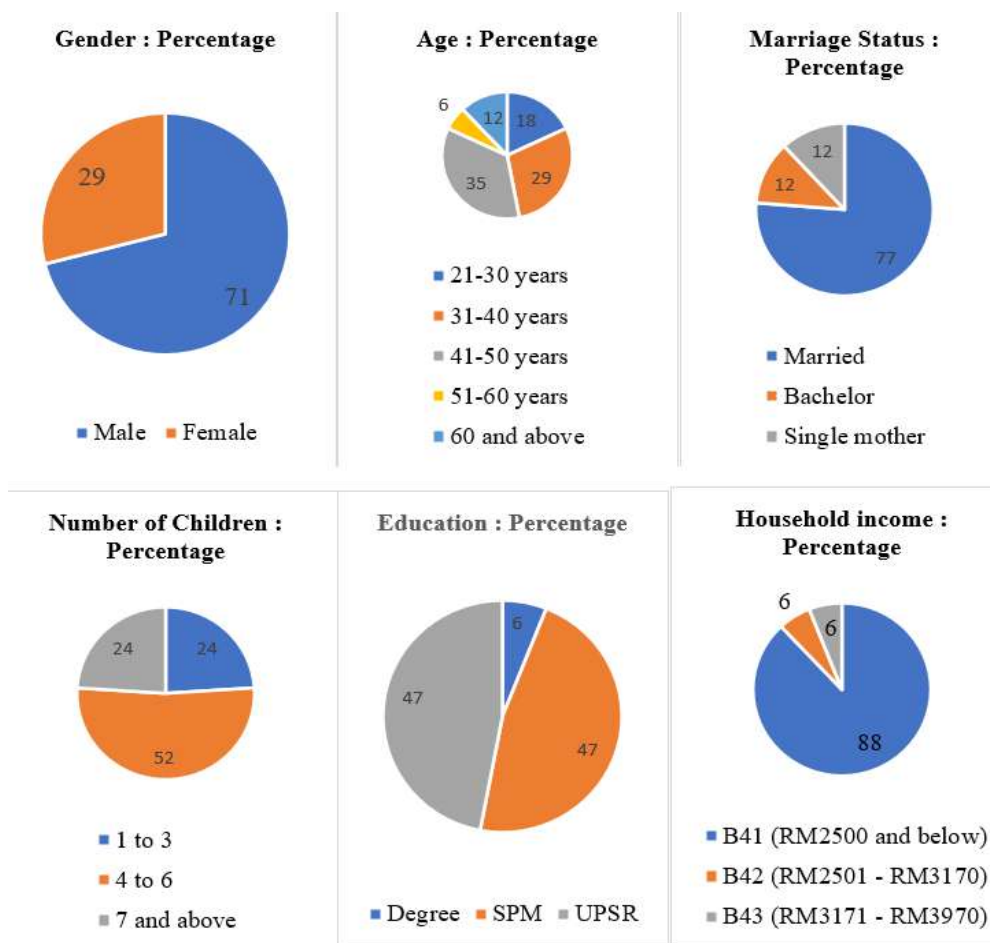 Gender : Percentage
29
71
Male Female
Age : Percentage
6
12
18
35
29
21-30 years
31-40 years
41-50 years
51-60 years
60 and above
Marriage Status :
Percentage
12
12
77
Married
Bachelor
Single mother
Number of Children :
Percentage
24
24
52
1 to 3
4 to 6
7 and above
Education : Percentage
6
47
47
Degree SPM UPSR
Household income :
Percentage
6
6
88
B41 (RM2500 and below)
B42 (RM2501 - RM3170)
B43 (RM3171 - RM3970)